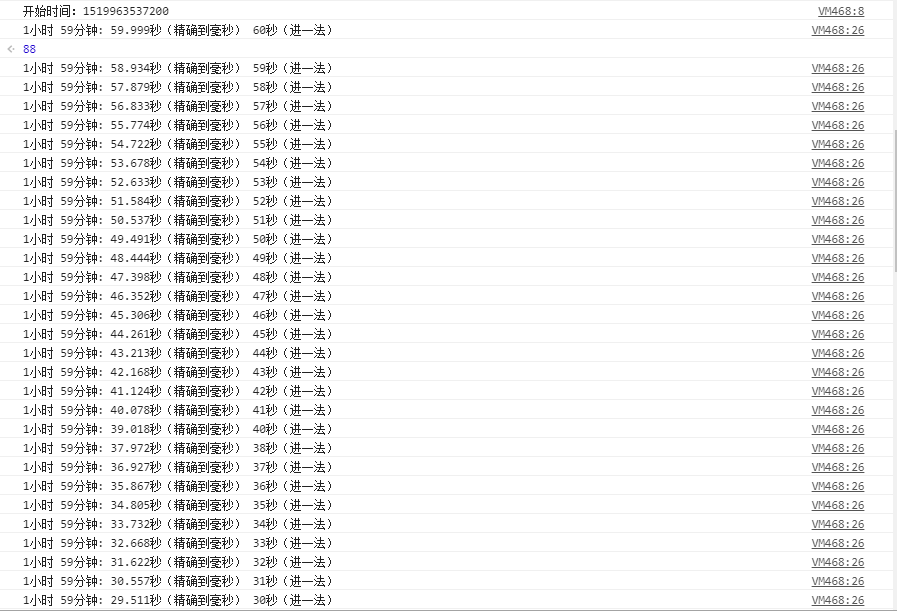 开始时间: 1519963537200 VM468:8
1小时 59分钟: 59.999秒(精确到毫秒) 60秒(进一法) VM468:26
88
1小时 59分钟: 58.934秒(精确到毫秒) 59秒(进一法) VM468:26
1小时 59分钟: 57.879秒(精确到毫秒) 58秒(进一法) VM468:26
1小时 59分钟: 56.833秒(精确到毫秒) 57秒(进一法) VM468:26
1小时 59分钟: 55.774秒(精确到毫秒) 56秒(进一法) VM468:26
1小时 59分钟: 54.722秒(精确到毫秒) 55秒(进一法) VM468:26
1小时 59分钟: 53.678秒(精确到毫秒) 54秒(进一法) VM468:26
1小时 59分钟: 52.633秒(精确到毫秒) 53秒(进一法) VM468:26
1小时 59分钟: 51.584秒(精确到毫秒) 52秒(进一法) VM468:26
1小时 59分钟: 50.537秒(精确到毫秒) 51秒(进一法) VM468:26
1小时 59分钟: 49.491秒(精确到毫秒) 50秒(进一法) VM468:26
1小时 59分钟: 48.444秒(精确到毫秒) 49秒(进一法) VM468:26
1小时 59分钟: 47.398秒(精确到毫秒) 48秒(进一法) VM468:26
1小时 59分钟: 46.352秒(精确到毫秒) 47秒(进一法) VM468:26
1小时 59分钟: 45.306秒(精确到毫秒) 46秒(进一法) VM468:26
1小时 59分钟: 44.261秒(精确到毫秒) 45秒(进一法) VM468:26
1小时 59分钟: 43.213秒(精确到毫秒) 44秒(进一法) VM468:26
1小时 59分钟: 42.168秒(精确到毫秒) 43秒(进一法) VM468:26
1小时 59分钟: 41.124秒(精确到毫秒) 42秒(进一法) VM468:26
1小时 59分钟: 40.078秒(精确到毫秒) 41秒(进一法) VM468:26
1小时 59分钟: 39.018秒(精确到毫秒) 40秒(进一法) VM468:26
1小时 59分钟: 37.972秒(精确到毫秒) 38秒(进一法) VM468:26
1小时 59分钟: 36.927秒(精确到毫秒) 37秒(进一法) VM468:26
1小时 59分钟: 35.867秒(精确到毫秒) 36秒(进一法) VM468:26
1小时 59分钟: 34.805秒(精确到毫秒) 35秒(进一法) VM468:26
1小时 59分钟: 33.732秒(精确到毫秒) 34秒(进一法) VM468:26
1小时 59分钟: 32.668秒(精确到毫秒) 33秒(进一法) VM468:26
1小时 59分钟: 31.622秒(精确到毫秒) 32秒(进一法) VM468:26
1小时 59分钟: 30.557秒(精确到毫秒) 31秒(进一法) VM468:26
1小时 59分钟: 29.511秒(精确到毫秒) 30秒(进一法) VM468:26